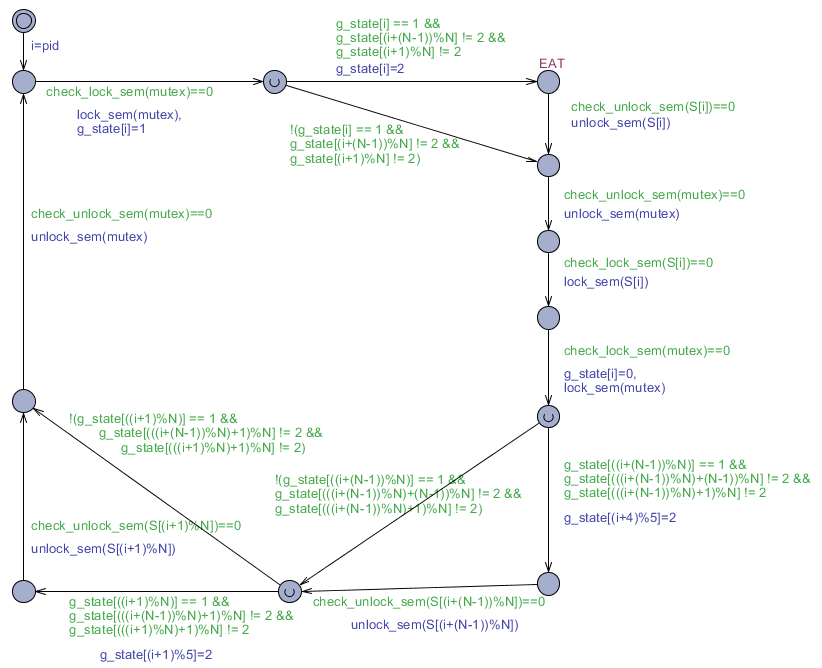 g_state[i] == 1 &&
g_state[(i+(N-1))%N] != 2 &&
g_state[(i+1)%N] != 2
g_state[i]=2
EAT
i=pid
check_lock_sem(mutex)==0
lock_sem(mutex),
g_state[i]=1
check_unlock_sem(S[i])==0
unlock_sem(S[i])
!(g_state[i] == 1 &&
g_state[(i+(N-1))%N] != 2 &&
g_state[(i+1)%N] != 2)
check_unlock_sem(mutex)==0
unlock_sem(mutex)
check_unlock_sem(mutex)==0
unlock_sem(mutex)
check_lock_sem(S[i])==0
lock_sem(S[i])
check_lock_sem(mutex)==0
g_state[i]=0,
lock_sem(mutex)
!(g_state[((i+1)%N)] == 1 &&
g_state[(((i+(N-1))%N)+1)%N] != 2 &&
g_state[(((i+1)%N)+1)%N] != 2)
!(g_state[((i+(N-1))%N)] == 1 &&
g_state[(((i+(N-1))%N)+(N-1))%N] != 2 &&
g_state[(((i+(N-1))%N)+1)%N] != 2)
g_state[((i+(N-1))%N)] == 1 &&
g_state[(((i+(N-1))%N)+(N-1))%N] != 2 &&
g_state[(((i+(N-1))%N)+1)%N] != 2
g_state[(i+4)%5]=2
check_unlock_sem(S[(i+1)%N])==0
unlock_sem(S[(i+1)%N])
g_state[((i+1)%N)] == 1 &&
g_state[(((i+(N-1))%N)+1)%N] != 2 &&
g_state[(((i+1)%N)+1)%N] != 2
g_state[(i+1)%5]=2
check_unlock_sem(S[(i+(N-1))%N])==0
unlock_sem(S[(i+(N-1))%N])